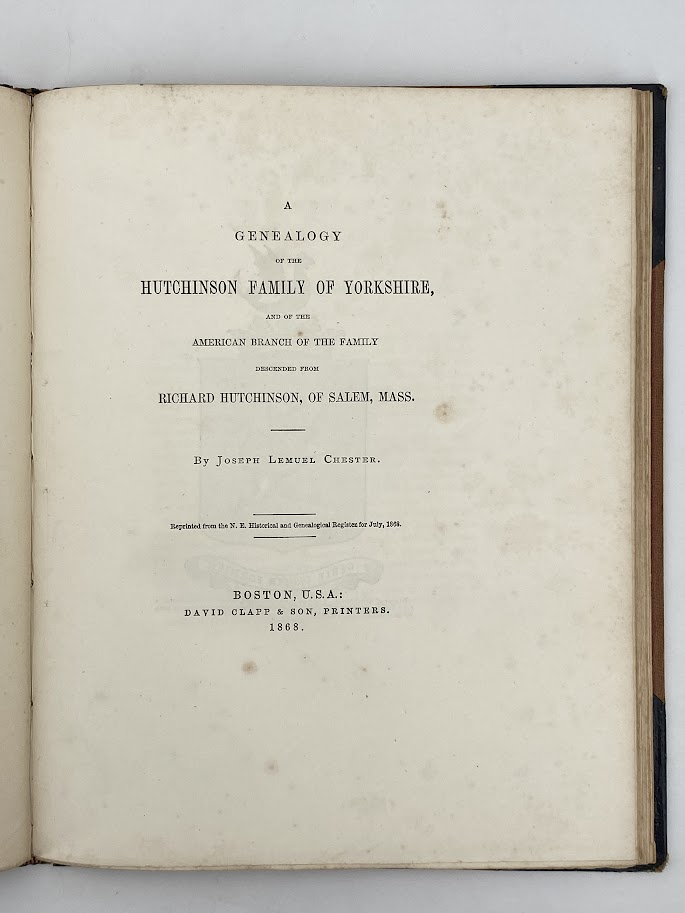 A
GENEALOGY
OF THE
HUTCHINSON FAMILY OF YORKSHIRE,
AND OF THE
AMERICAN BRANCH OF THE FAMILY
DESCENDED FROM
RICHARD HUTCHINSON, OF SALEM, MASS.
By Joseph Lemuel Chester.
Reprinted from the N. E. Historical and Genealogical Register for July, 1868.
BOSTON, U.S.A.:
DAVID CLAPP & SON, PRINTERS.
1868.